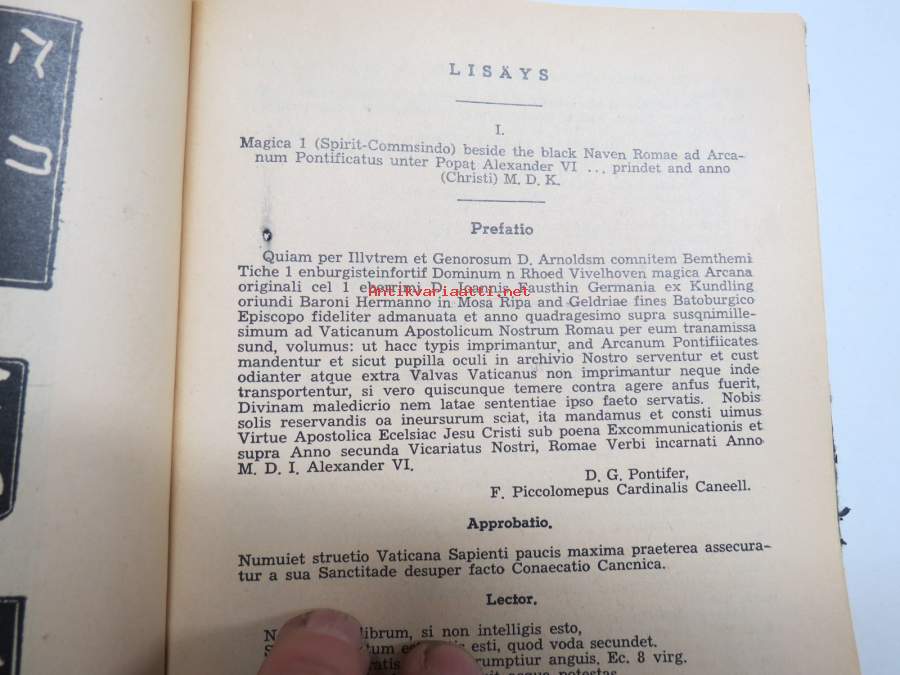 LISÄYS
I.
Magica 1 (Spirit-Commsindo) beside the black Naven Romae ad Arca-
num Pontificatus unter Popat Alexander VI ..., prindet and anno
(Christi) M. D. K.
Prefatio
Quiam per Illvtrem et Genorosum D. Arnoldsm comnitem Bemthemi
Tiche 1 enburgisteinfortif Dominum n Rhoed Vivelhoven magica Arcana
originali cel 1 D. Joannis Fausthin Germania ex Kundling
Antikvariaatti.net
oriundi Baroni Hermanno in Mosa Ripa and Geldriae fines Batoburgico
Episcopo fideliter admanuata et anno quadragesimo supra susqnimille-
simum ad Vaticanum Apostolicum Nostrum Romau per eum tranamissa
sund, volumus: ut hacc typis imprimantur, and Arcanum Pontifiicates
mandentur et sicut pupilla oculi in archivio Nostro serventur et cust
odianter atque extra Valvas Vaticanus non imprimantur neque inde
transportentur, si vero quiscunque temere contra agere anfus fuerit,
Divinam maledicrio nem latae sententiae ipso faeto servatis. Nobis
solis reservandis oa ineursurum sciat, ita mandamus et consti uimus
Virtue Apostolica Ecelsiac Jesu Cristi sub poena Excommunicationis et
supra Anno secunda Vicariatus Nostri, Romae Verbi incarnati Anno
M. D. I. Alexander VI.
D. G. Pontifer,
F. Piccolomepus Cardinalis Caneell.
Approbatio.
Numuiet struetio Vaticana Sapienti paucis maxima praeterea assecura-
tur a sua Sanctitade desuper facto Conaecatio Cancnica.
Lector.
librum, si non intelligis esto,
esti, quod voda secundet.
anguis. Ec. 8 virg.